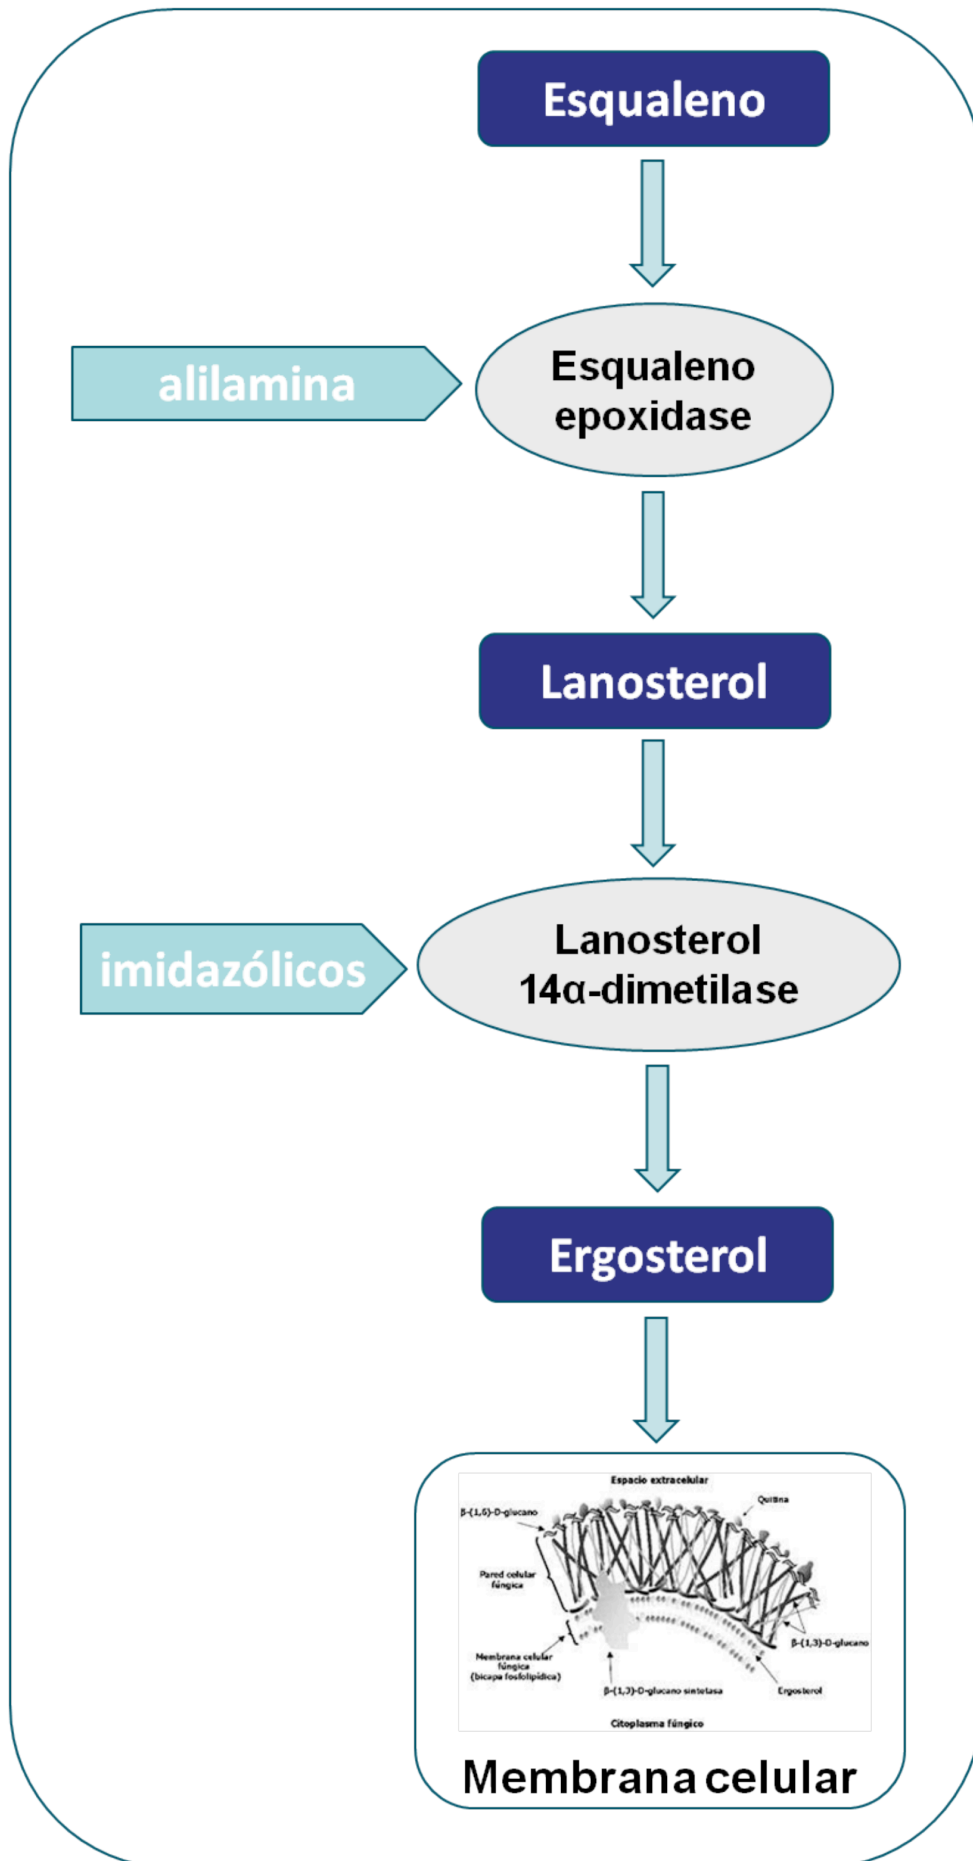 Esqualeno
alilamina
Esqualeno
epoxidase
Lanosterol
imidazólicos
Lanosterol
14α-dimetilase
Ergosterol
Espacio extracelular
β-(1,6)-D-glucano
Quitina
Pared celular
fúngica
β-(1,3)-D-glucano
Membrana celular
fúngica
(bicapa fosfolipídica)
β-(1,3)-D-glucano sintetasa
Ergosterol
Citoplasma fúngico
Membrana celular